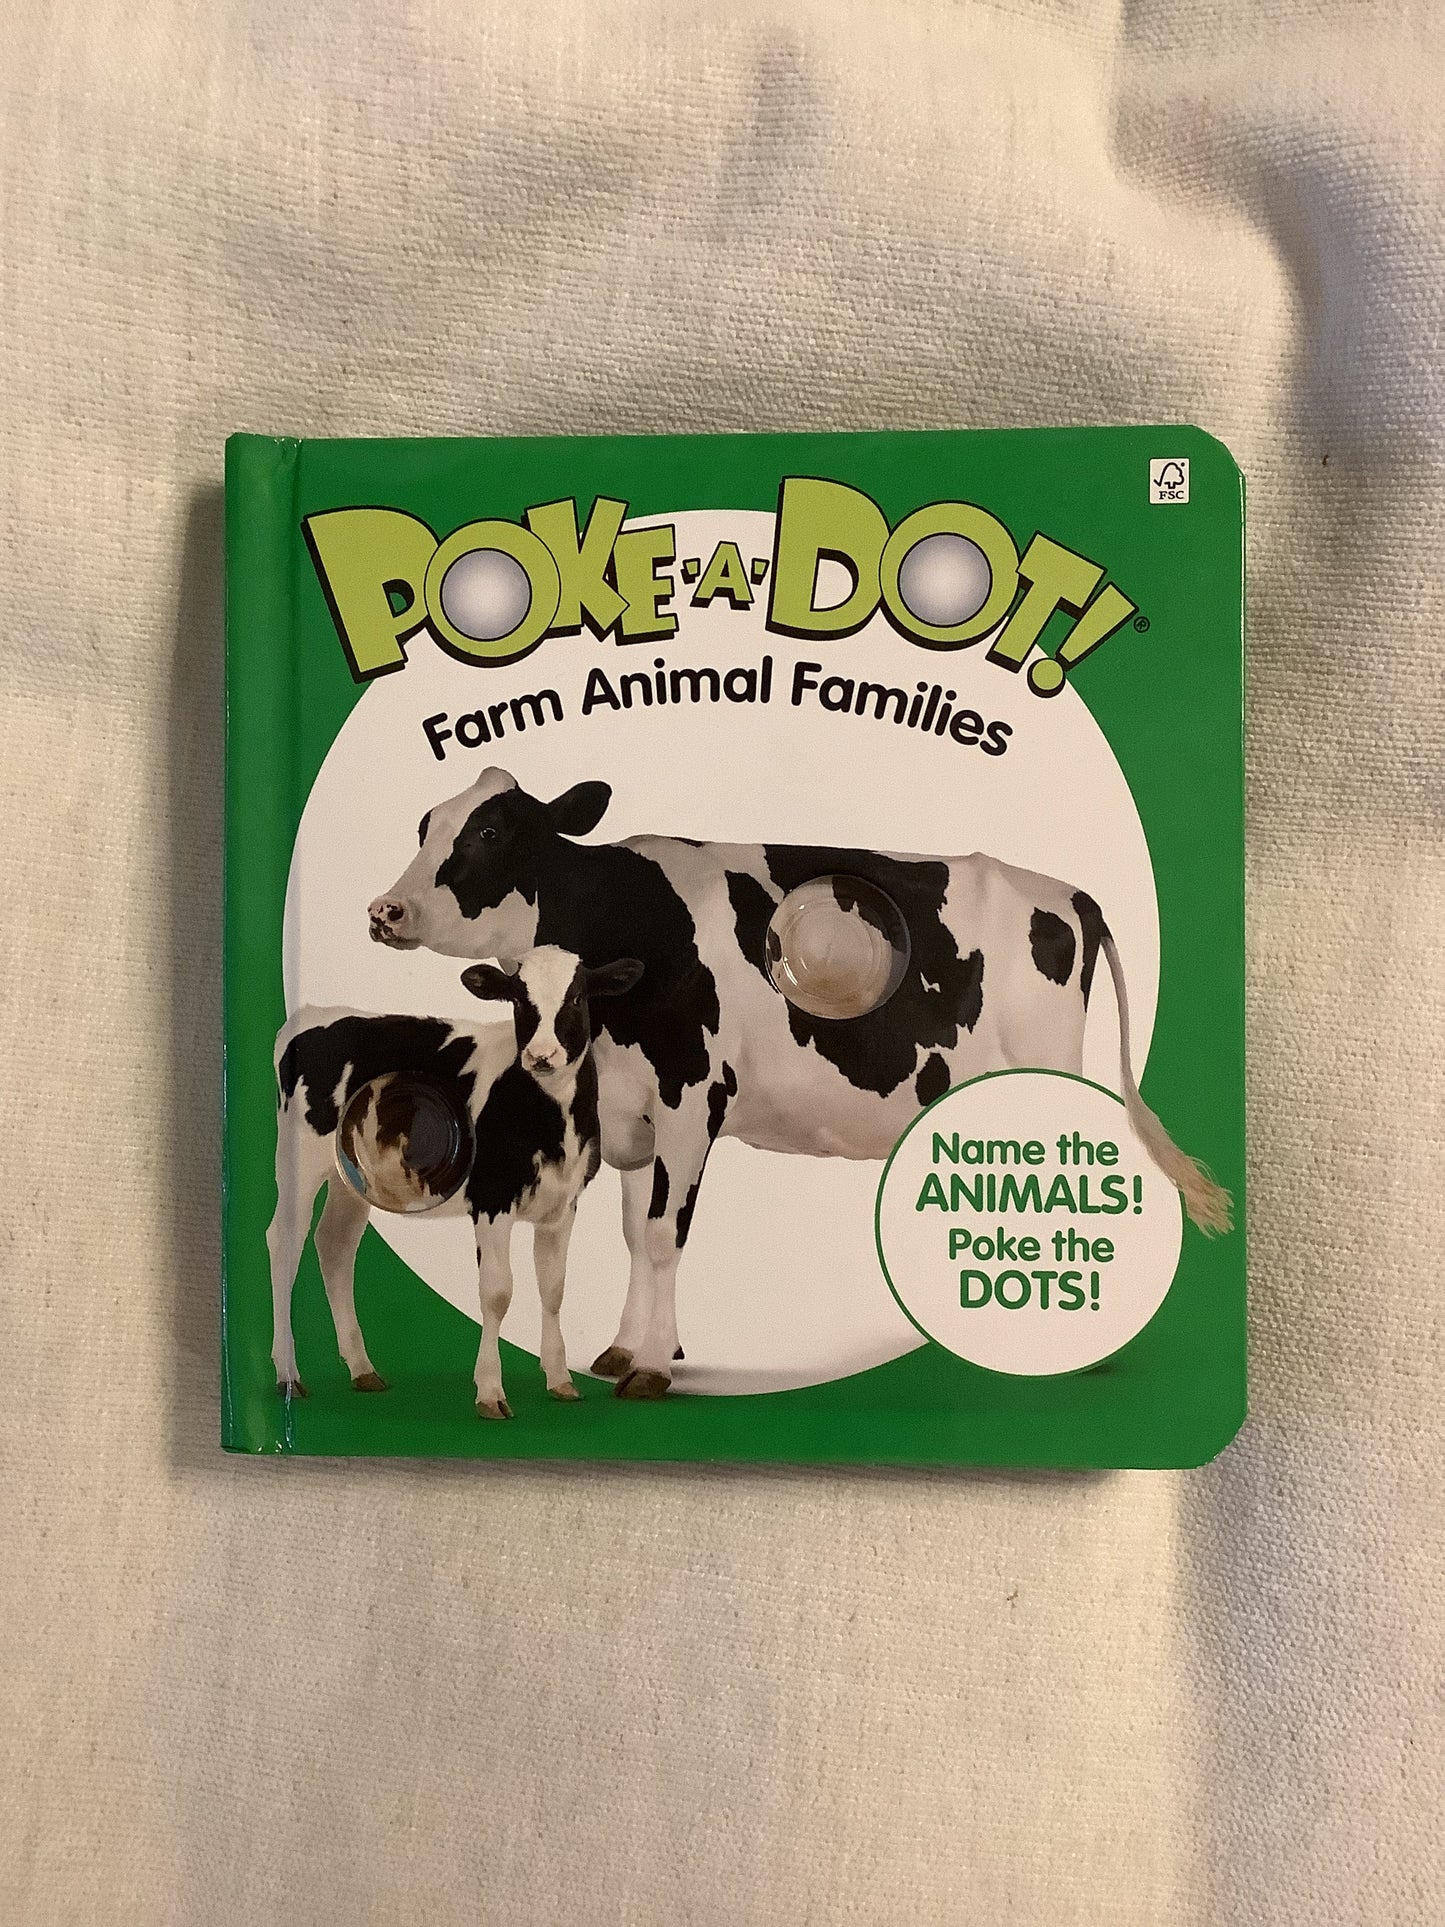 FSC
POKE-A-DOT!®
Farm Animal Families
Name the
ANIMALS!
Poke the
DOTS!